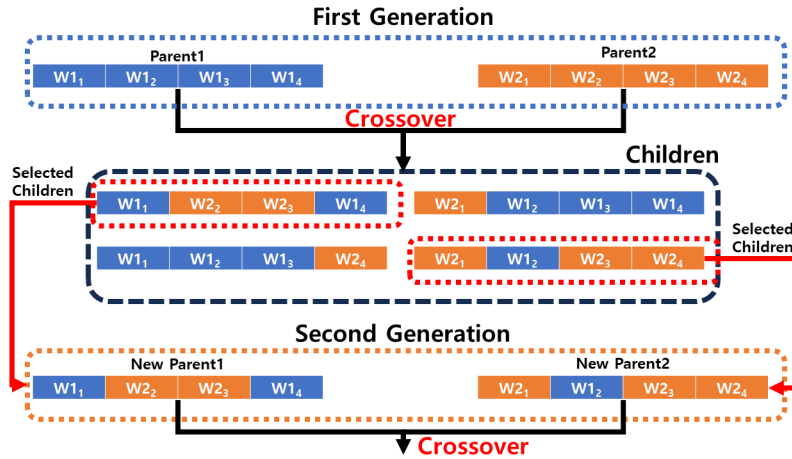 First Generation
Parent1
Parent2
W1₁ W1₂ W1₃ W1₄
W2₁ W2₂ W2₃ W2₄
Crossover
Children
Selected
Children
W1₁ W2₂ W2₃ W1₄
W2₁ W1₂ W1₃ W1₄
Selected
Children
W1₁ W1₂ W1₃ W2₄
W2₁ W1₂ W2₃ W2₄
Second Generation
New Parent1
New Parent2
W1₁ W2₂ W2₃ W1₄
W2₁ W1₂ W2₃ W2₄
Crossover